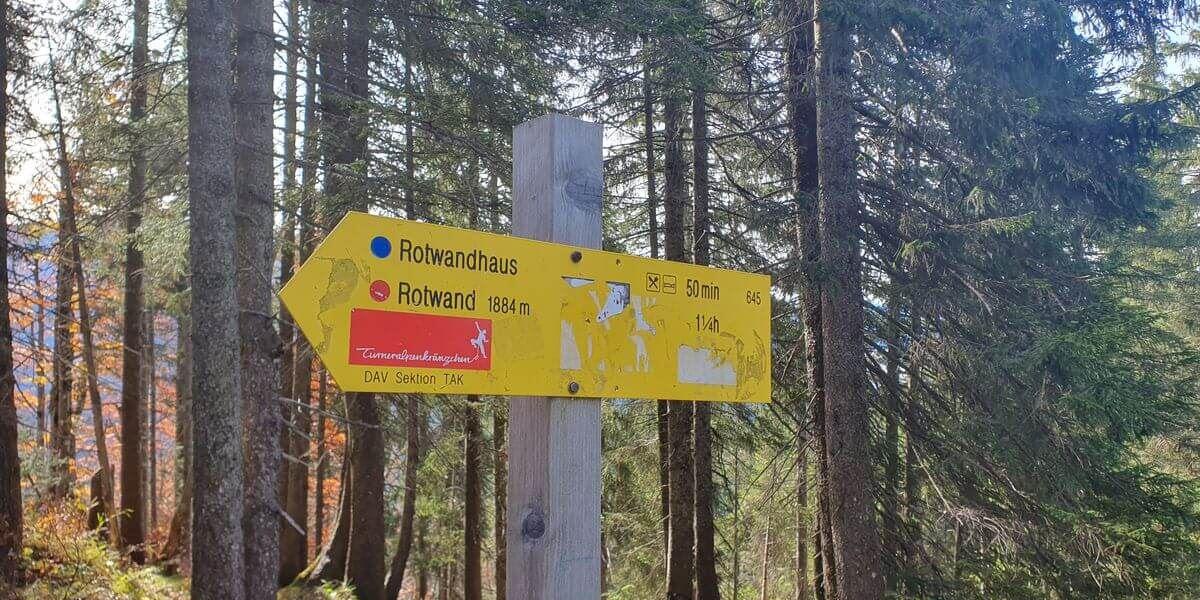 Rotwandhaus 50 min 645
Rotwand 1884 m 1¼h
Turneralpenkränzchen
DAV Sektion TAK